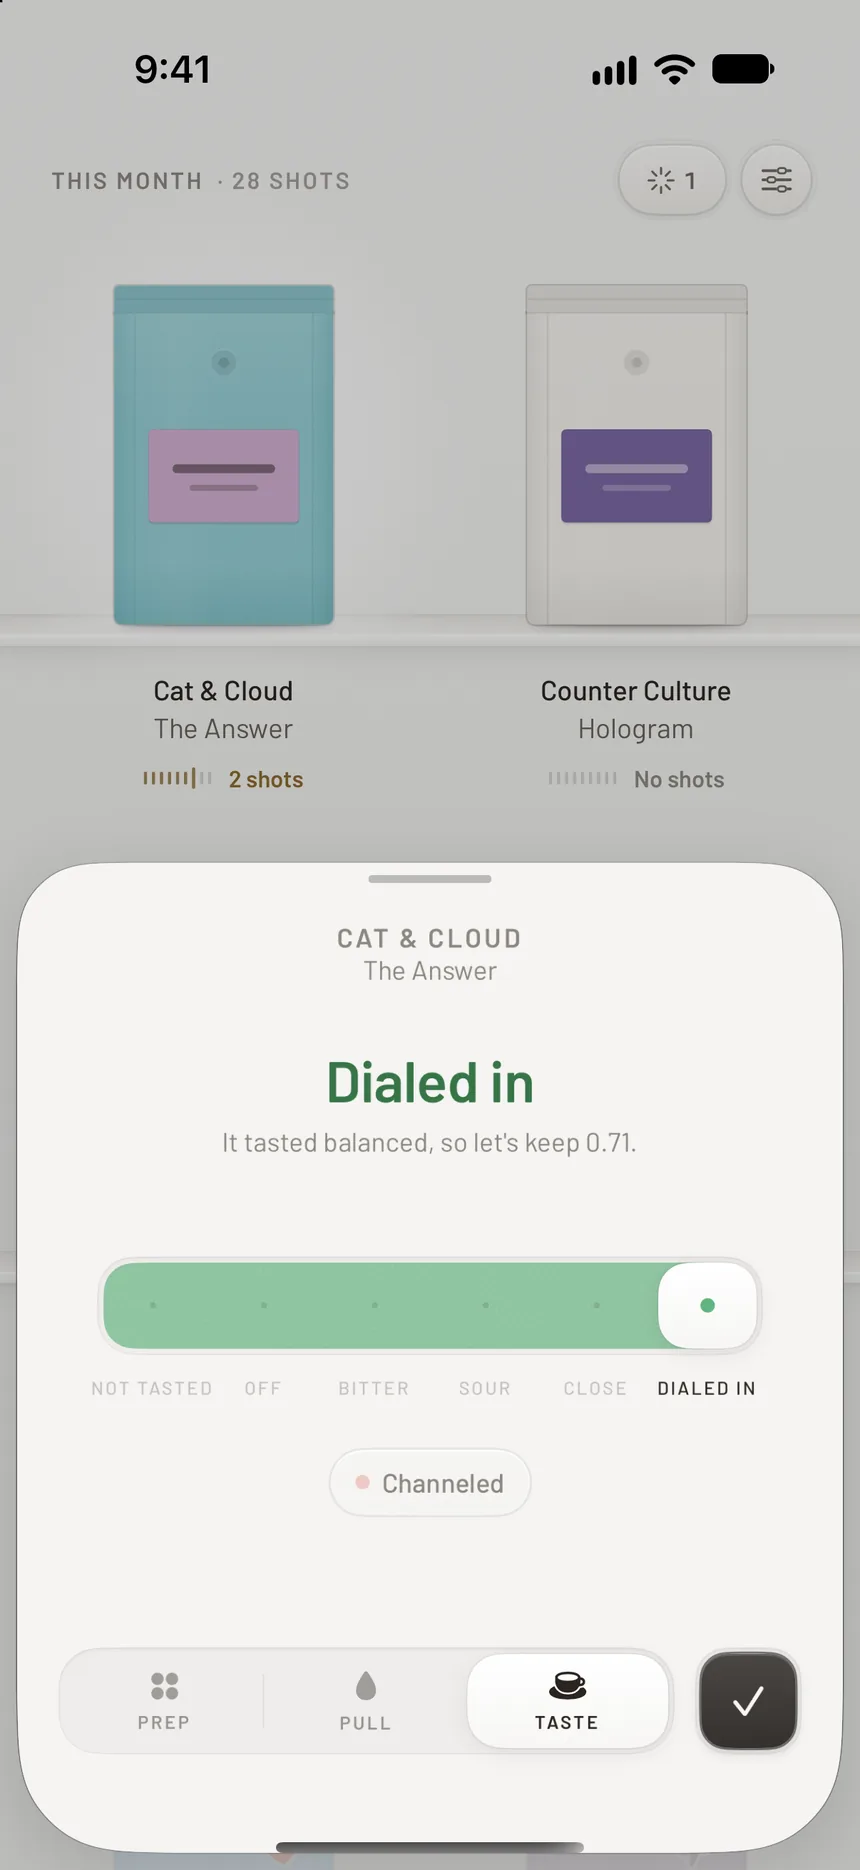 9:41
THIS MONTH · 28 SHOTS
1
Cat & Cloud
The Answer
2 shots
Counter Culture
Hologram
No shots
CAT & CLOUD
The Answer
Dialed in
It tasted balanced, so let's keep 0.71.
NOT TASTED OFF BITTER SOUR CLOSE DIALED IN
Channeled
PREP PULL TASTE